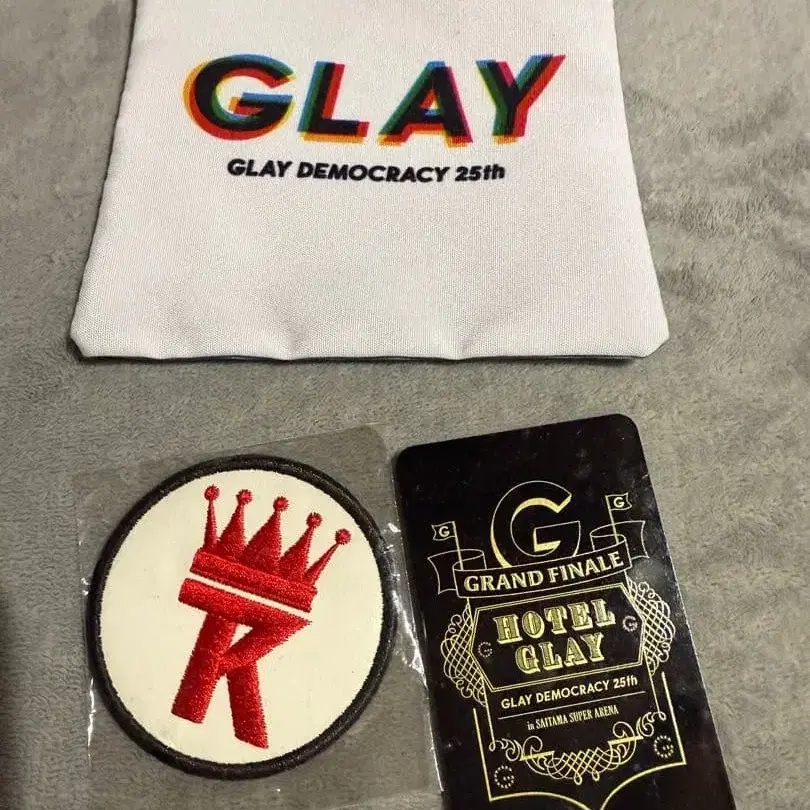 GLAY
GLAY DEMOCRACY 25th
R
G
G
G
GRAND FINALE
HOTEL
GLAY
G
G
GLAY DEMOCRACY 25th
in SAITAMA SUPER ARENA
G
G